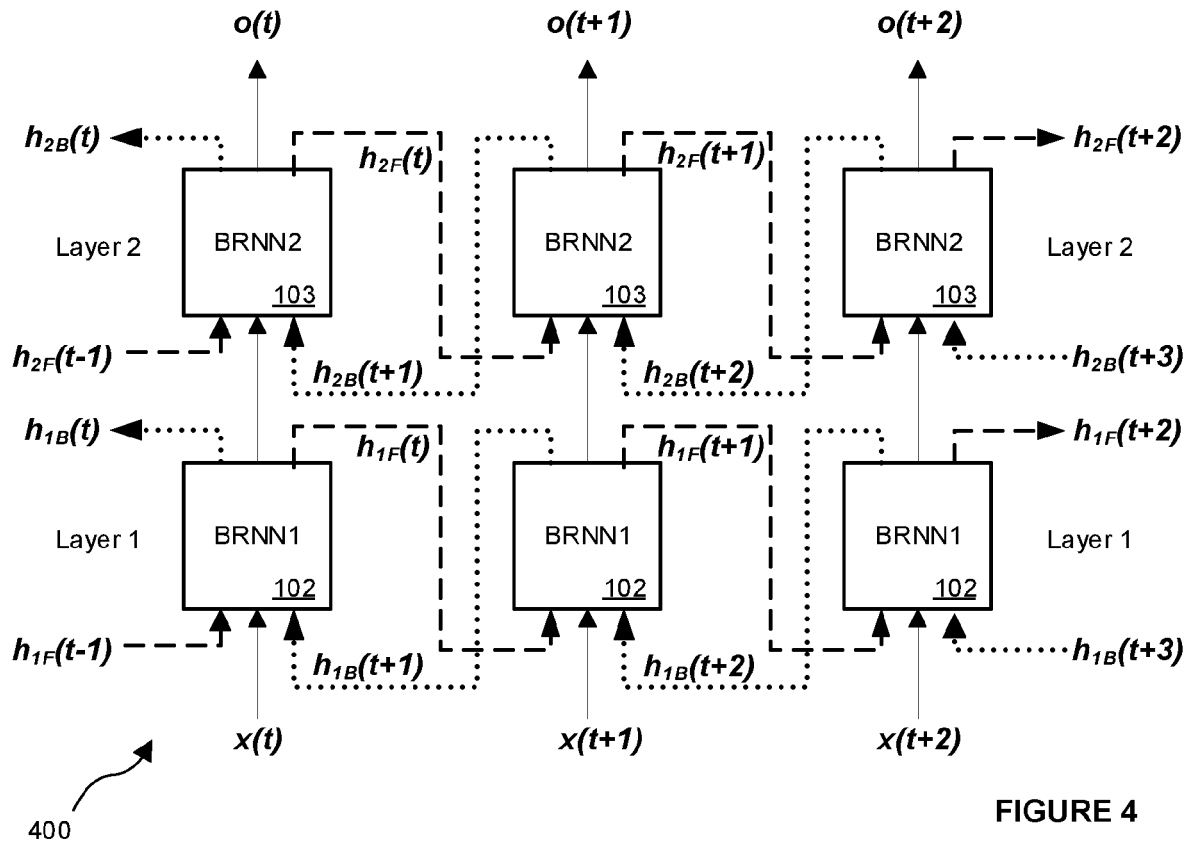 o(t) o(t+1) o(t+2)
h2B(t) h2F(t) h2F(t+1) h2F(t+2)
Layer 2 BRNN2 BRNN2 BRNN2 Layer 2
103 103 103
h2F(t-1) h2B(t+1) h2B(t+2) h2B(t+3)
h1B(t) h1F(t) h1F(t+1) h1F(t+2)
Layer 1 BRNN1 BRNN1 BRNN1 Layer 1
102 102 102
h1F(t-1) h1B(t+1) h1B(t+2) h1B(t+3)
x(t) x(t+1) x(t+2)
400
FIGURE 4